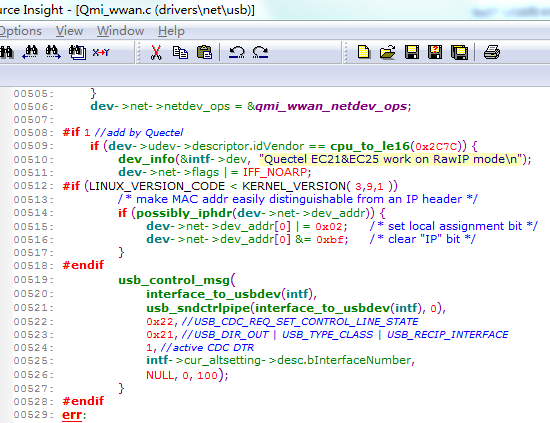 urce Insight - [Qmi_wwan.c (drivers\net\usb)]
Options View Window Help
00505: }
00506: dev->net->netdev_ops = &qmi_wwan_netdev_ops;
00507:
00508: #if 1 //add by Quectel
00509: if (dev->udev->descriptor.idVendor == cpu_to_le16(0x2C7C)) {
00510: dev_info(&intf->dev, "Quectel EC21&EC25 work on RawIP mode\n");
00511: dev->net->flags |= IFF_NOARP;
00512: #if (LINUX_VERSION_CODE < KERNEL_VERSION( 3,9,1 ))
00513: /* make MAC addr easily distinguishable from an IP header */
00514: if (possibly_iphdr(dev->net->dev_addr)) {
00515: dev->net->dev_addr[0] |= 0x02; /* set local assignment bit */
00516: dev->net->dev_addr[0] &= 0xbf; /* clear "IP" bit */
00517: }
00518: #endif
00519: usb_control_msg(
00520: interface_to_usbdev(intf),
00521: usb_sndctrlpipe(interface_to_usbdev(intf), 0),
00522: 0x22, //USB_CDC_REQ_SET_CONTROL_LINE_STATE
00523: 0x21, //USB_DIR_OUT | USB_TYPE_CLASS | USB_RECIP_INTERFACE
00524: 1, //active CDC DTR
00525: intf->cur_altsetting->desc.bInterfaceNumber,
00526: NULL, 0, 100);
00527: }
00528: #endif
00529: err: